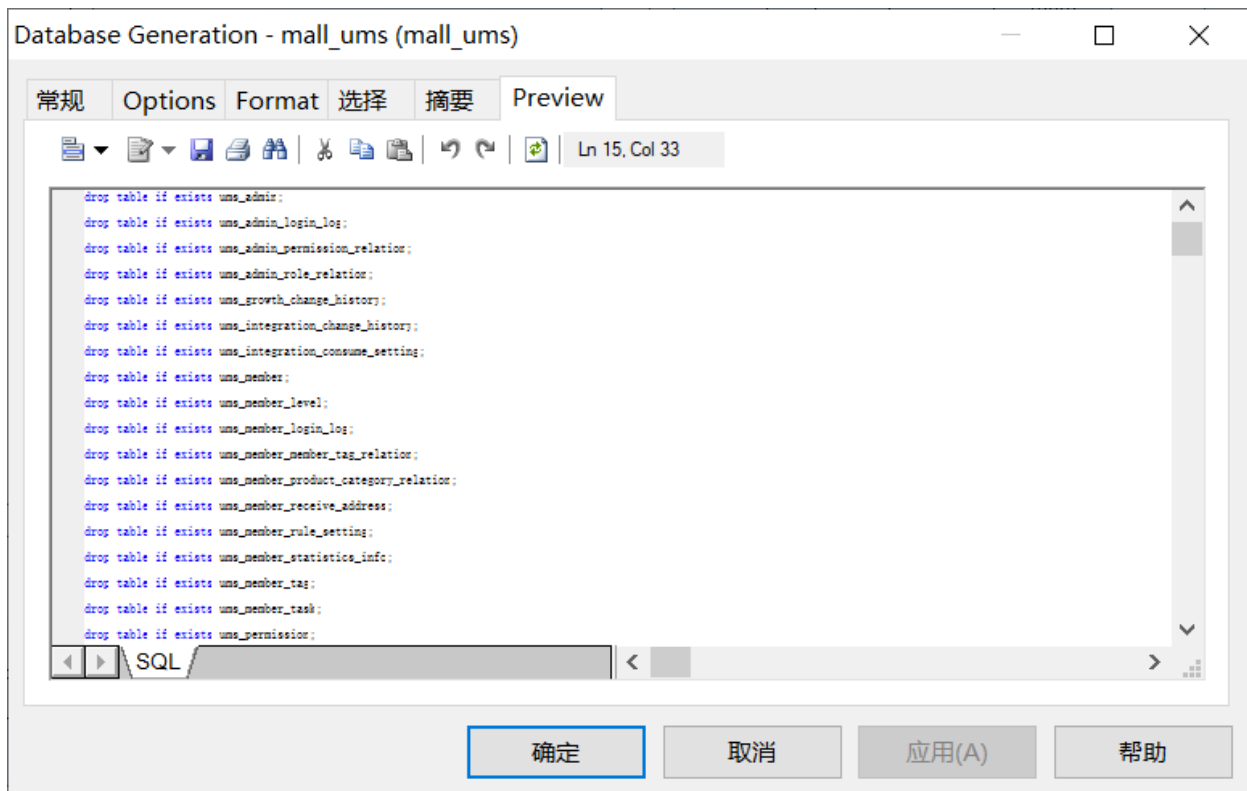 Database Generation - mall_ums (mall_ums)
常规 Options Format 选择 摘要 Preview
Ln 15, Col 33
drop table if exists ums_admin;
drop table if exists ums_admin_login_log;
drop table if exists ums_admin_permission_relation;
drop table if exists ums_admin_role_relation;
drop table if exists ums_growth_change_history;
drop table if exists ums_integration_change_history;
drop table if exists ums_integration_consume_setting;
drop table if exists ums_member;
drop table if exists ums_member_level;
drop table if exists ums_member_login_log;
drop table if exists ums_member_member_tag_relation;
drop table if exists ums_member_product_category_relation;
drop table if exists ums_member_receive_address;
drop table if exists ums_member_rule_setting;
drop table if exists ums_member_statistics_info;
drop table if exists ums_member_tag;
drop table if exists ums_member_task;
drop table if exists ums_permission;
SQL
确定 取消 应用(A) 帮助